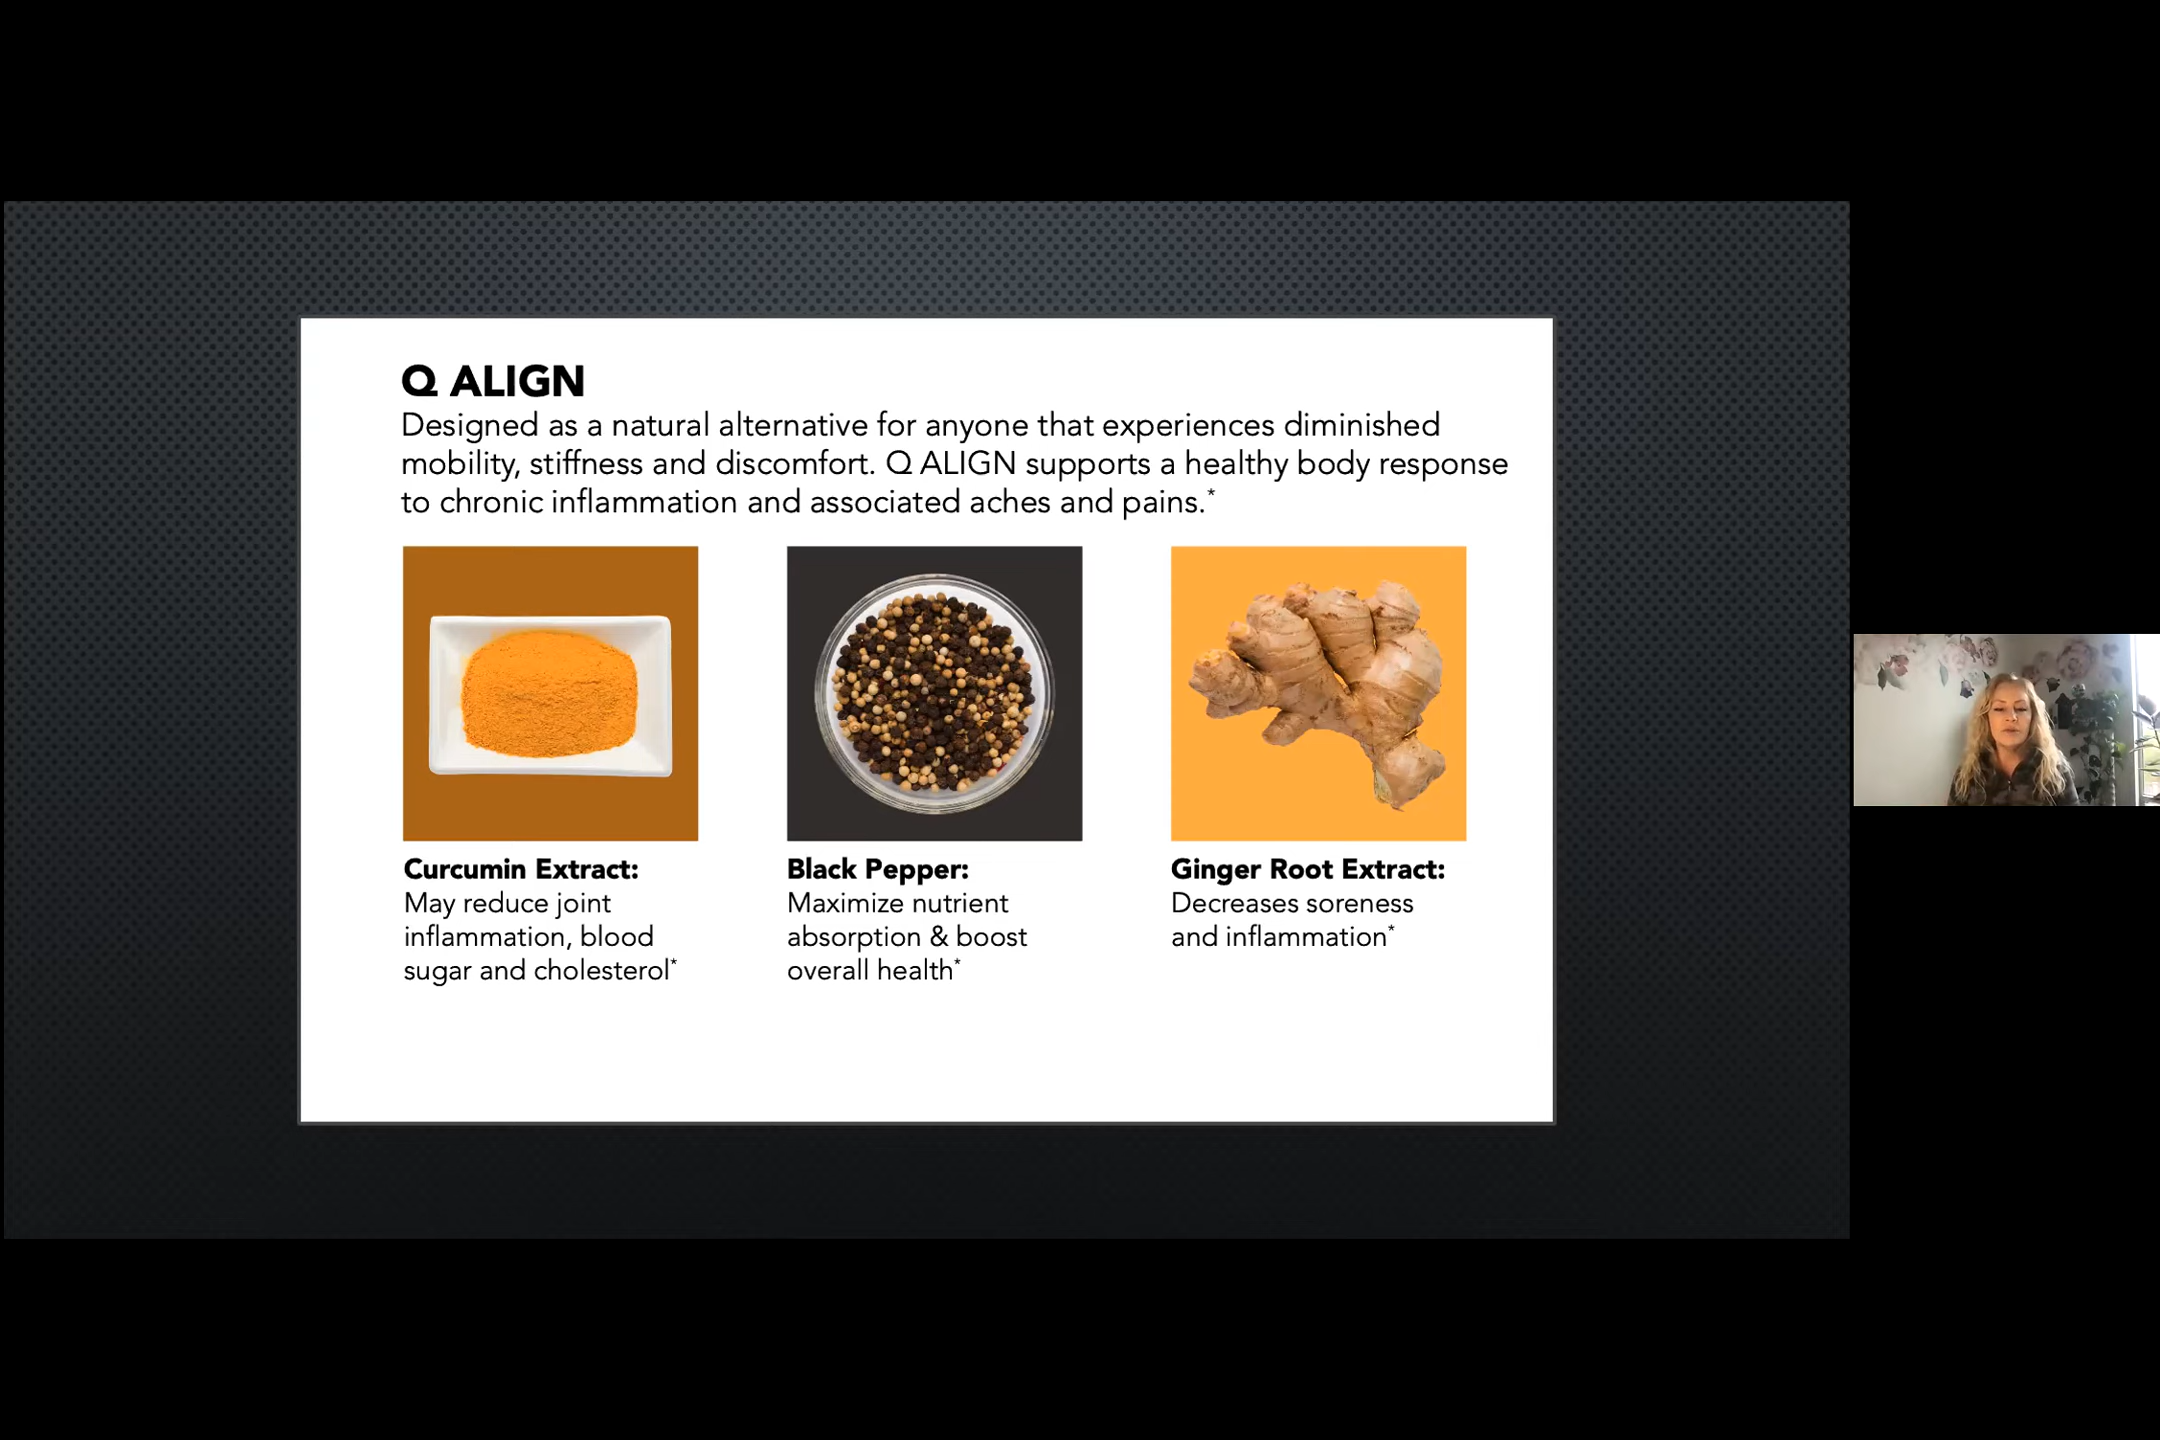 Q ALIGN
Designed as a natural alternative for anyone that experiences diminished
mobility, stiffness and discomfort. Q ALIGN supports a healthy body response
to chronic inflammation and associated aches and pains.*
Curcumin Extract:
May reduce joint
inflammation, blood
sugar and cholesterol*
Black Pepper:
Maximize nutrient
absorption & boost
overall health*
Ginger Root Extract:
Decreases soreness
and inflammation*